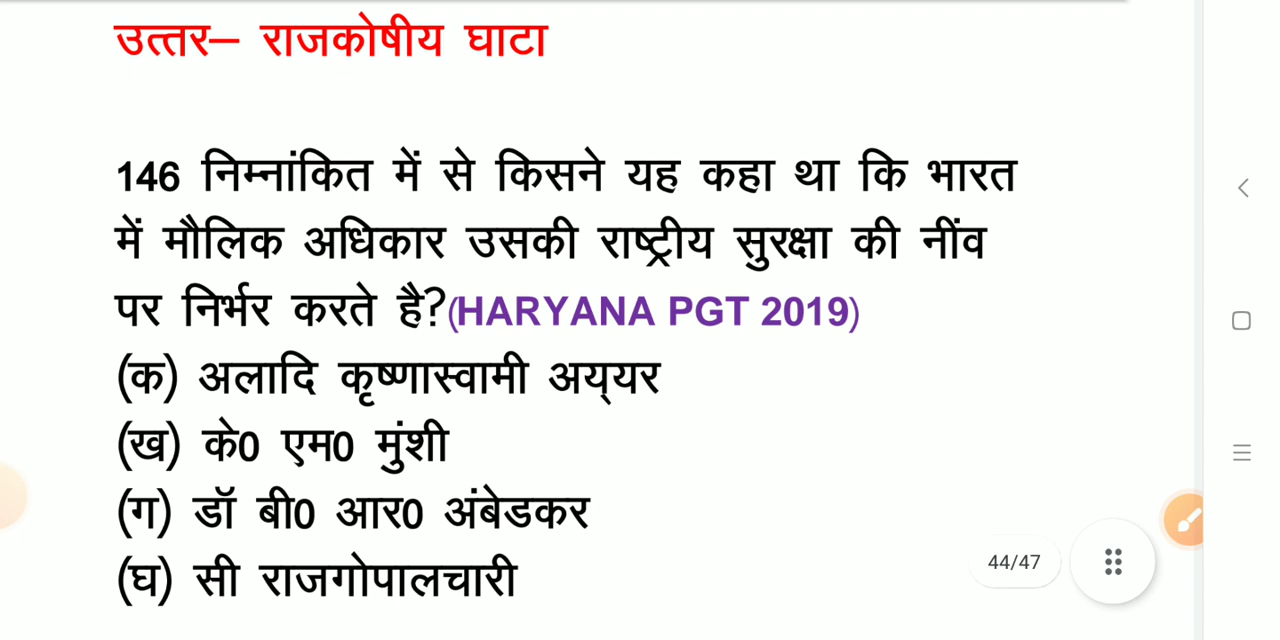 उत्तर– राजकोषीय घाटा
146 निम्नांकित में से किसने यह कहा था कि भारत
में मौलिक अधिकार उसकी राष्ट्रीय सुरक्षा की नींव
पर निर्भर करते है?(HARYANA PGT 2019)
(क) अलादि कृष्णास्वामी अय्‌यर
(ख) के0 एम0 मुंशी
(ग) डॉ बी0 आर0 अंबेडकर
(घ) सी राजगोपालचारी
44/47